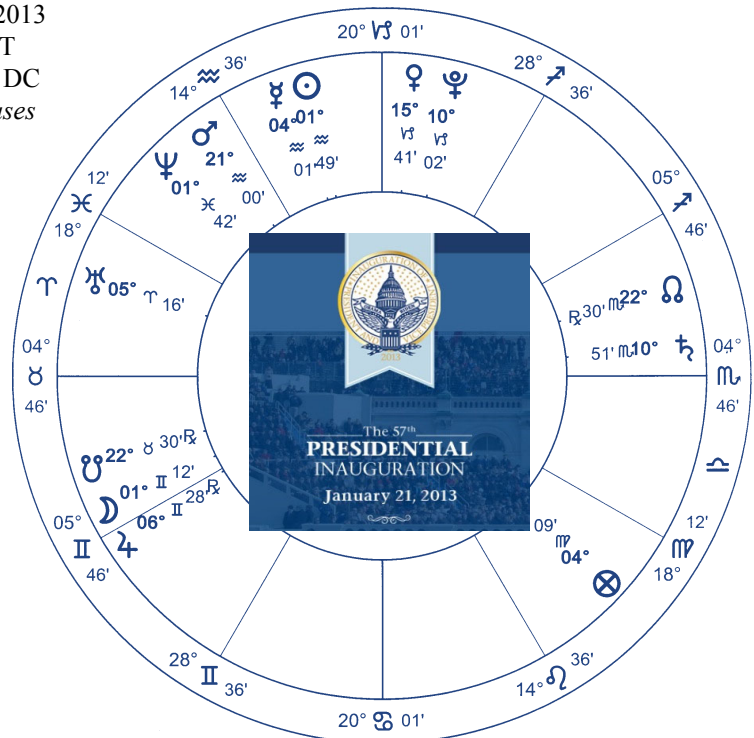 2013
T
DC
ses
20° ♑ 01'
28° ♐ 36'
05° ♐ 46'
04° ♏ 46'
♎
12' ♍ 18°
36' ♌ 14°
20° ♋ 01'
28° ♊ 36'
05° ♊ 46'
04° ♉ 46'
♈
12' ♓ 18°
14° ♒ 36'
☿ 04° ♒ 01'
☉ 01° ♒ 49'
♀ 15° ♑ 41'
♇ 10° ♑ 02'
♂ 21° ♒ 00'
♆ 01° ♓ 42'
♅ 05° ♈ 16'
℞ 30' ♏ 22° ☊
51' ♏ 10° ♄
☋ 22° ♉ 30' ℞
☽ 01° ♊ 12'
♃ 06° ♊ 28' ℞
09' ♍ 04° ⊗
2013
The 57th
PRESIDENTIAL
INAUGURATION
January 21, 2013